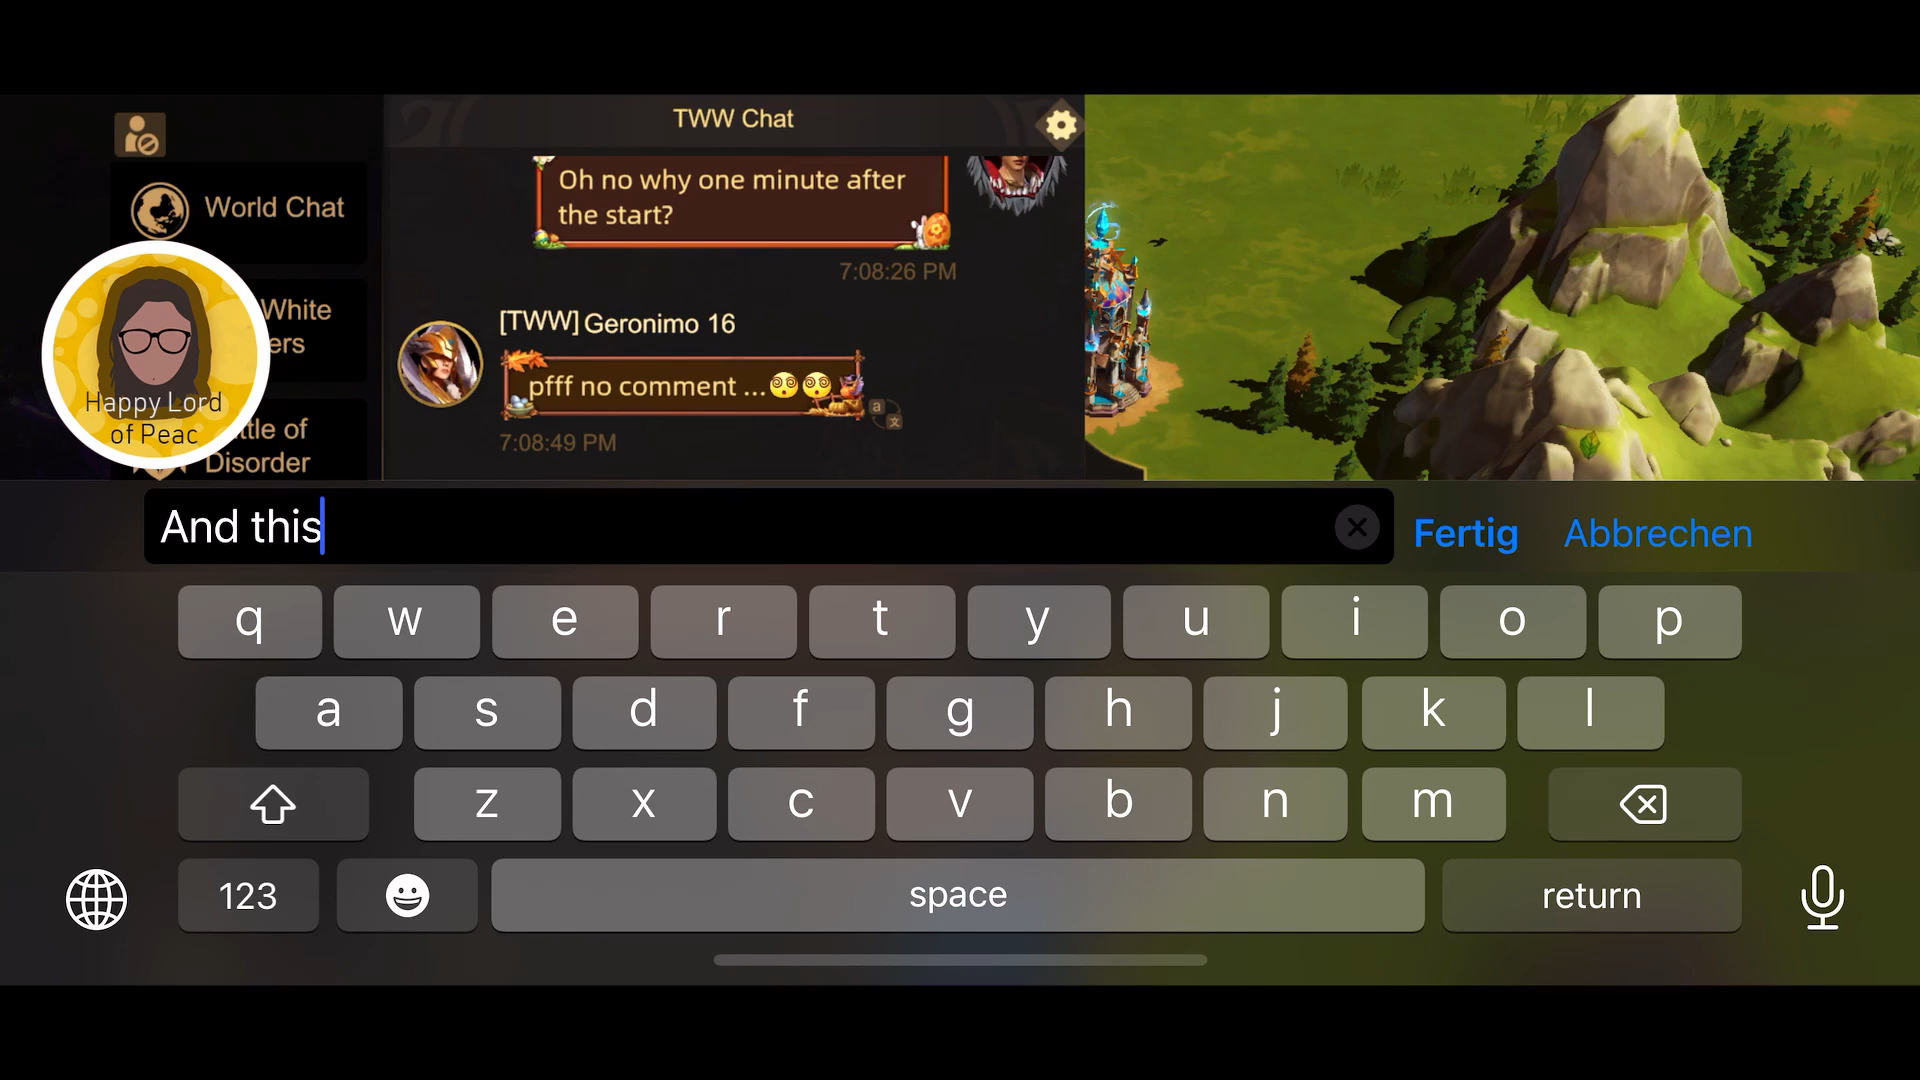 TWW Chat
World Chat
White
ers
ttle of
Disorder
Happy Lord
of Peac
Oh no why one minute after
the start?
7:08:26 PM
[TWW] Geronimo 16
pfff no comment ...😵😵
7:08:49 PM
And this
Fertig
Abbrechen
q w e r t y u i o p
a s d f g h j k l
z x c v b n m
123
space
return